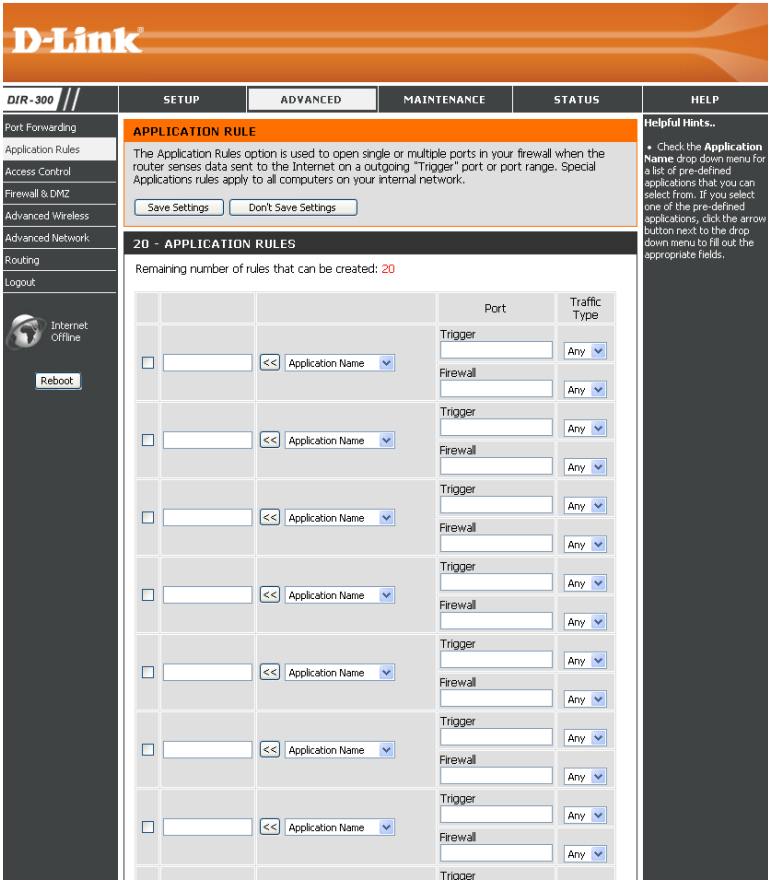 D-Link
DIR-300
SETUP
ADVANCED
MAINTENANCE
STATUS
HELP
Port Forwarding
Application Rules
Access Control
Firewall & DMZ
Advanced Wireless
Advanced Network
Routing
Logout
Internet
Offline
Reboot
APPLICATION RULE
The Application Rules option is used to open single or multiple ports in your firewall when the
router senses data sent to the Internet on a outgoing "Trigger" port or port range. Special
Applications rules apply to all computers on your internal network.
Save Settings
Don't Save Settings
20 - APPLICATION RULES
Remaining number of rules that can be created: 20
Port
Traffic
Type
Trigger
Any
<< Application Name
Firewall
Any
Trigger
Any
<< Application Name
Firewall
Any
Trigger
Any
<< Application Name
Firewall
Any
Trigger
Any
<< Application Name
Firewall
Any
Trigger
Any
<< Application Name
Firewall
Any
Trigger
Any
<< Application Name
Firewall
Any
Trigger
Any
<< Application Name
Firewall
Any
Trigger
Helpful Hints..
• Check the Application
Name drop down menu for
a list of pre-defined
applications that you can
select from. If you select
one of the pre-defined
applications, click the arrow
button next to the drop
down menu to fill out the
appropriate fields.